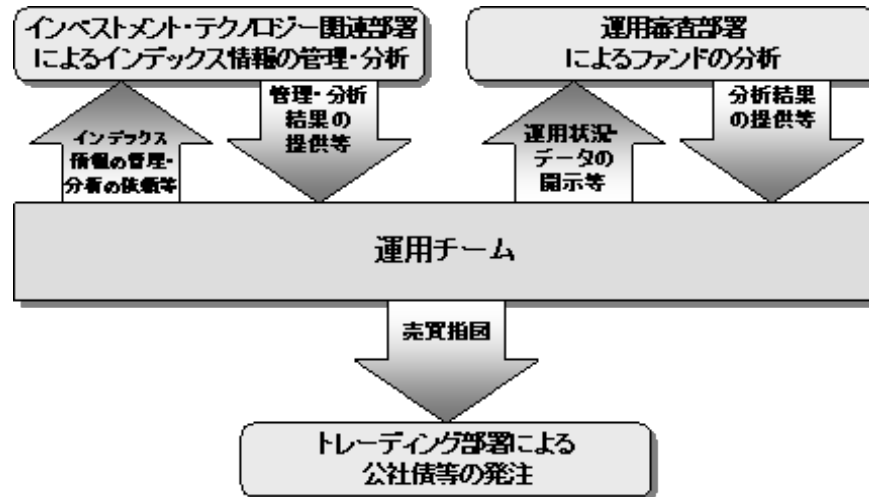 インベストメント・テクノロジー関連部署
によるインデックス情報の管理・分析
運用審査部署
によるファンドの分析
インデックス
情報の管理・
分析の依頼等
管理・分析
結果の
提供等
運用状況・
データの
開示等
分析結果
の提供等
運用チーム
売買指図
トレーディング部署による
公社債等の発注